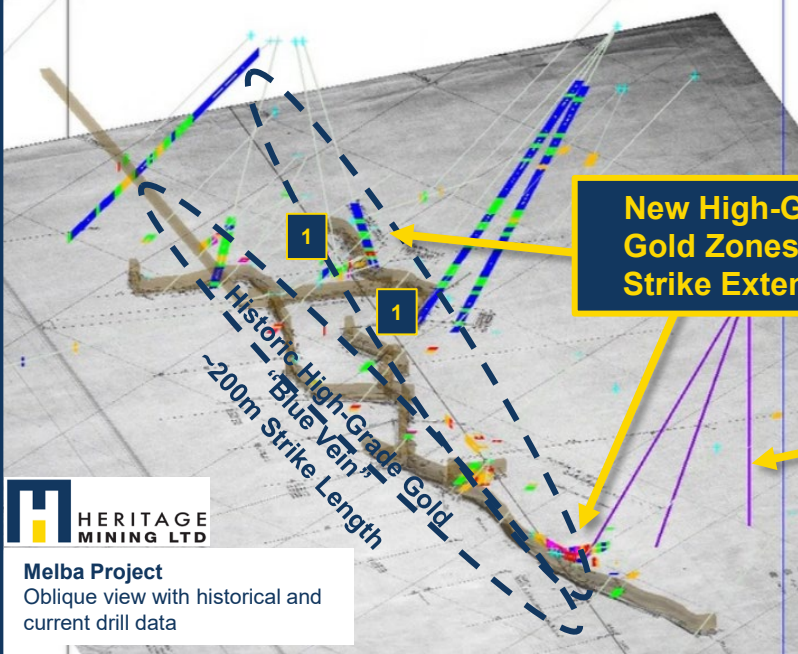 New High-G
Gold Zones
Strike Exten
1
1
Historic High-Grade Gold
“Blue Vein”
~200m Strike Length
HERITAGE
MINING LTD
Melba Project
Oblique view with historical and
current drill data